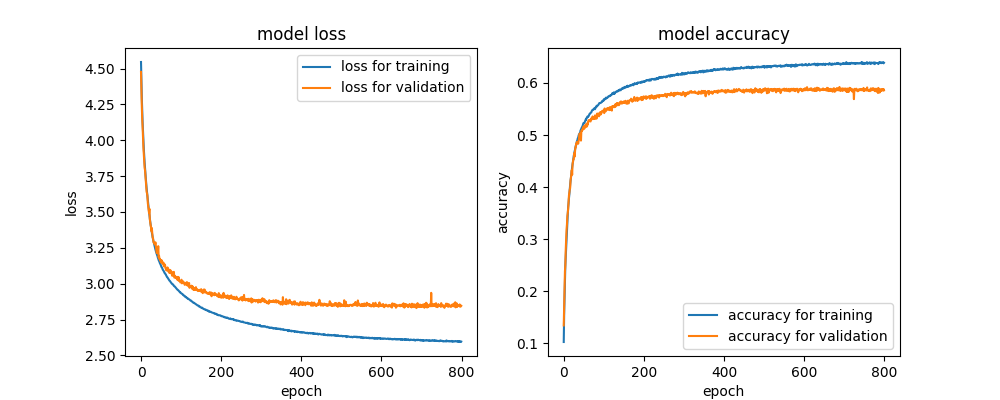 model loss
4.50
4.25
4.00
3.75
3.50
3.25
3.00
2.75
2.50
loss
0 200 400 600 800
epoch
loss for training
loss for validation
model accuracy
0.6
0.5
0.4
0.3
0.2
0.1
accuracy
0 200 400 600 800
epoch
accuracy for training
accuracy for validation